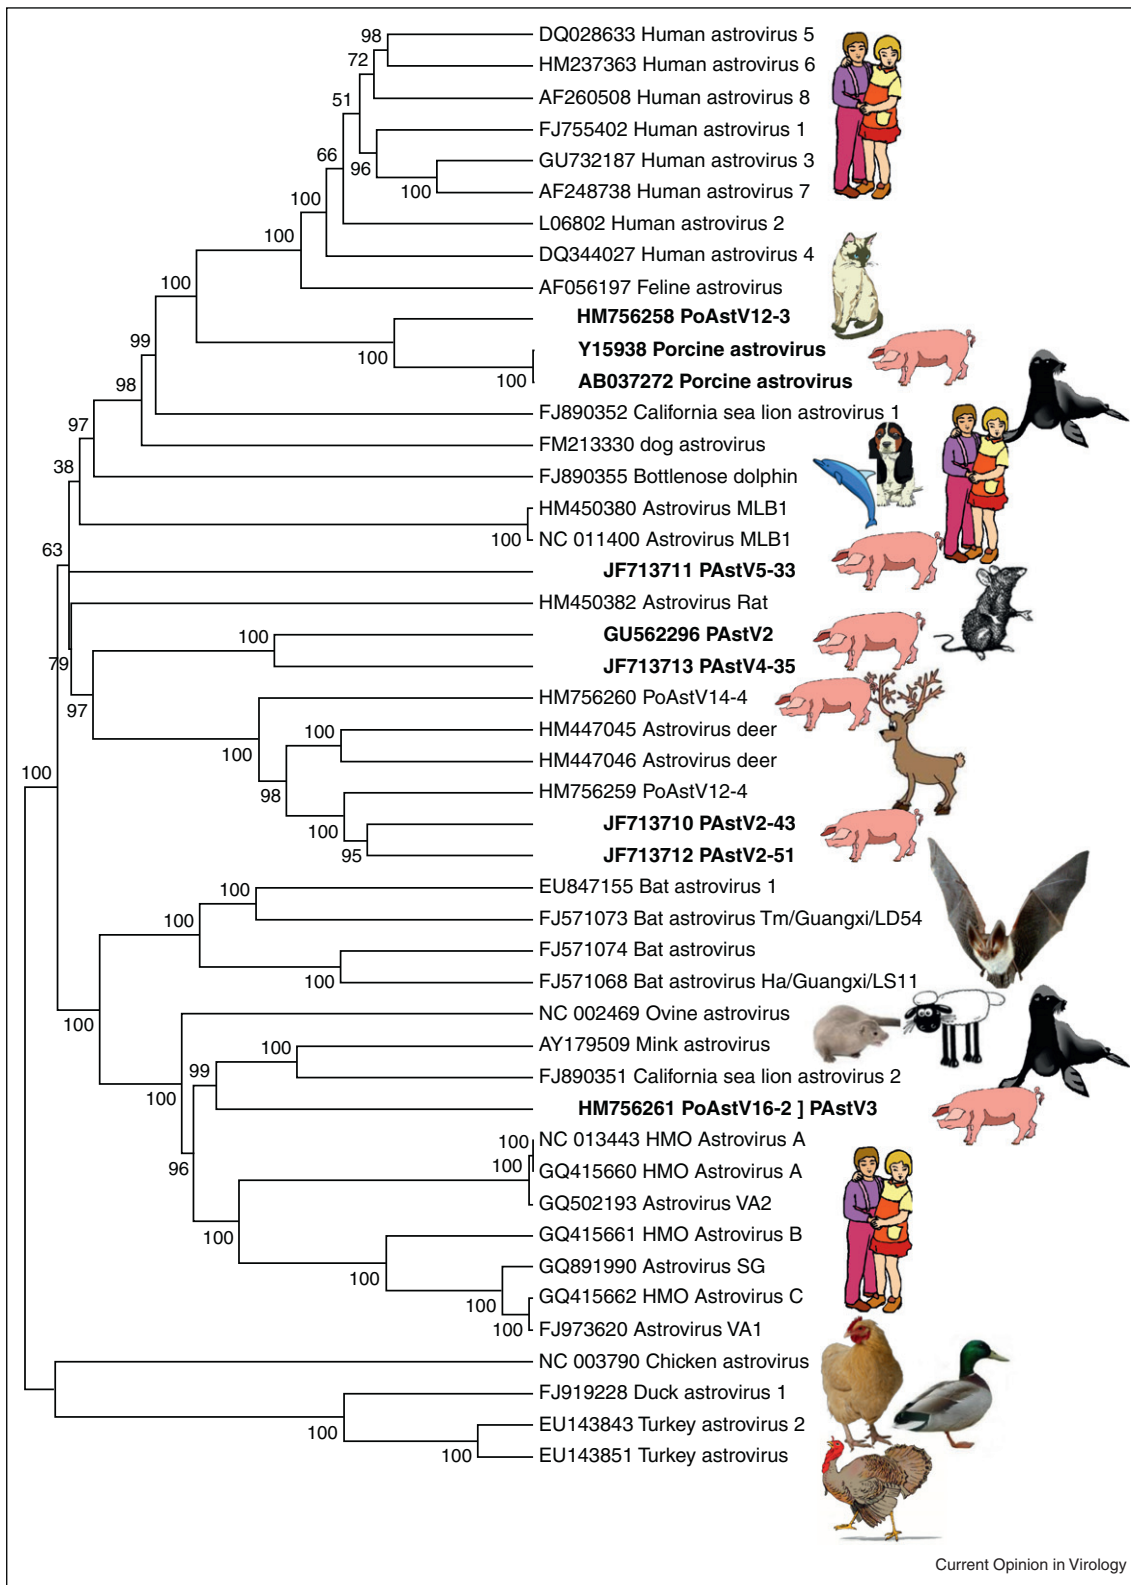 98
DQ028633 Human astrovirus 5
72
HM237363 Human astrovirus 6
51
AF260508 Human astrovirus 8
FJ755402 Human astrovirus 1
66
96
GU732187 Human astrovirus 3
100
AF248738 Human astrovirus 7
100
L06802 Human astrovirus 2
100
DQ344027 Human astrovirus 4
100
AF056197 Feline astrovirus
HM756258 PoAstV12-3
99
100
Y15938 Porcine astrovirus
100
AB037272 Porcine astrovirus
98
FJ890352 California sea lion astrovirus 1
97
FM213330 dog astrovirus
38
FJ890355 Bottlenose dolphin
HM450380 Astrovirus MLB1
100
NC 011400 Astrovirus MLB1
63
JF713711 PAstV5-33
HM450382 Astrovirus Rat
100
GU562296 PAstV2
79
JF713713 PAstV4-35
97
HM756260 PoAstV14-4
100
100
HM447045 Astrovirus deer
100
HM447046 Astrovirus deer
98
HM756259 PoAstV12-4
100
JF713710 PAstV2-43
95
JF713712 PAstV2-51
100
EU847155 Bat astrovirus 1
100
FJ571073 Bat astrovirus Tm/Guangxi/LD54
FJ571074 Bat astrovirus
100
FJ571068 Bat astrovirus Ha/Guangxi/LS11
100
NC 002469 Ovine astrovirus
100
AY179509 Mink astrovirus
99
100
FJ890351 California sea lion astrovirus 2
HM756261 PoAstV16-2 ] PAstV3
96
100
NC 013443 HMO Astrovirus A
100
GQ415660 HMO Astrovirus A
GQ502193 Astrovirus VA2
100
GQ415661 HMO Astrovirus B
100
GQ891990 Astrovirus SG
100
GQ415662 HMO Astrovirus C
100
FJ973620 Astrovirus VA1
NC 003790 Chicken astrovirus
FJ919228 Duck astrovirus 1
100
EU143843 Turkey astrovirus 2
100
EU143851 Turkey astrovirus
Current Opinion in Virology